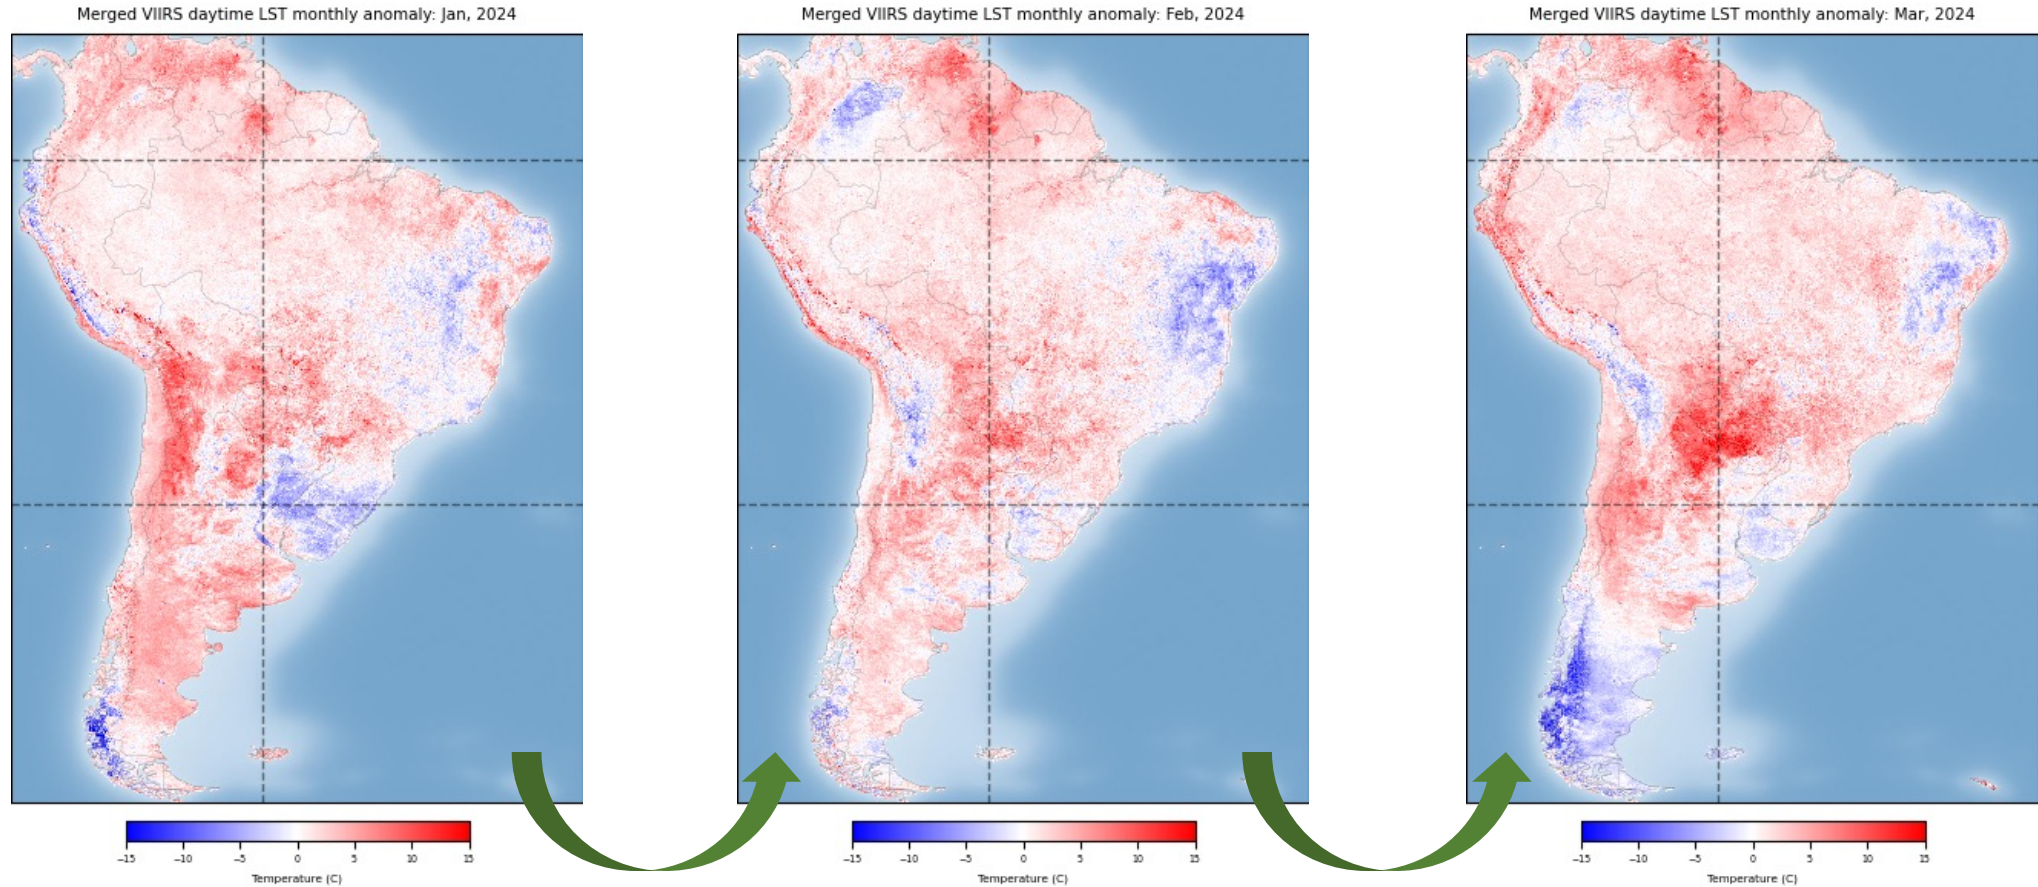 Merged VIIRS daytime LST monthly anomaly: Jan, 2024
Merged VIIRS daytime LST monthly anomaly: Feb, 2024
Merged VIIRS daytime LST monthly anomaly: Mar, 2024
−15 −10 −5 0 5 10 15
Temperature (C)
−15 −10 −5 0 5 10 15
Temperature (C)
−15 −10 −5 0 5 10 15
Temperature (C)